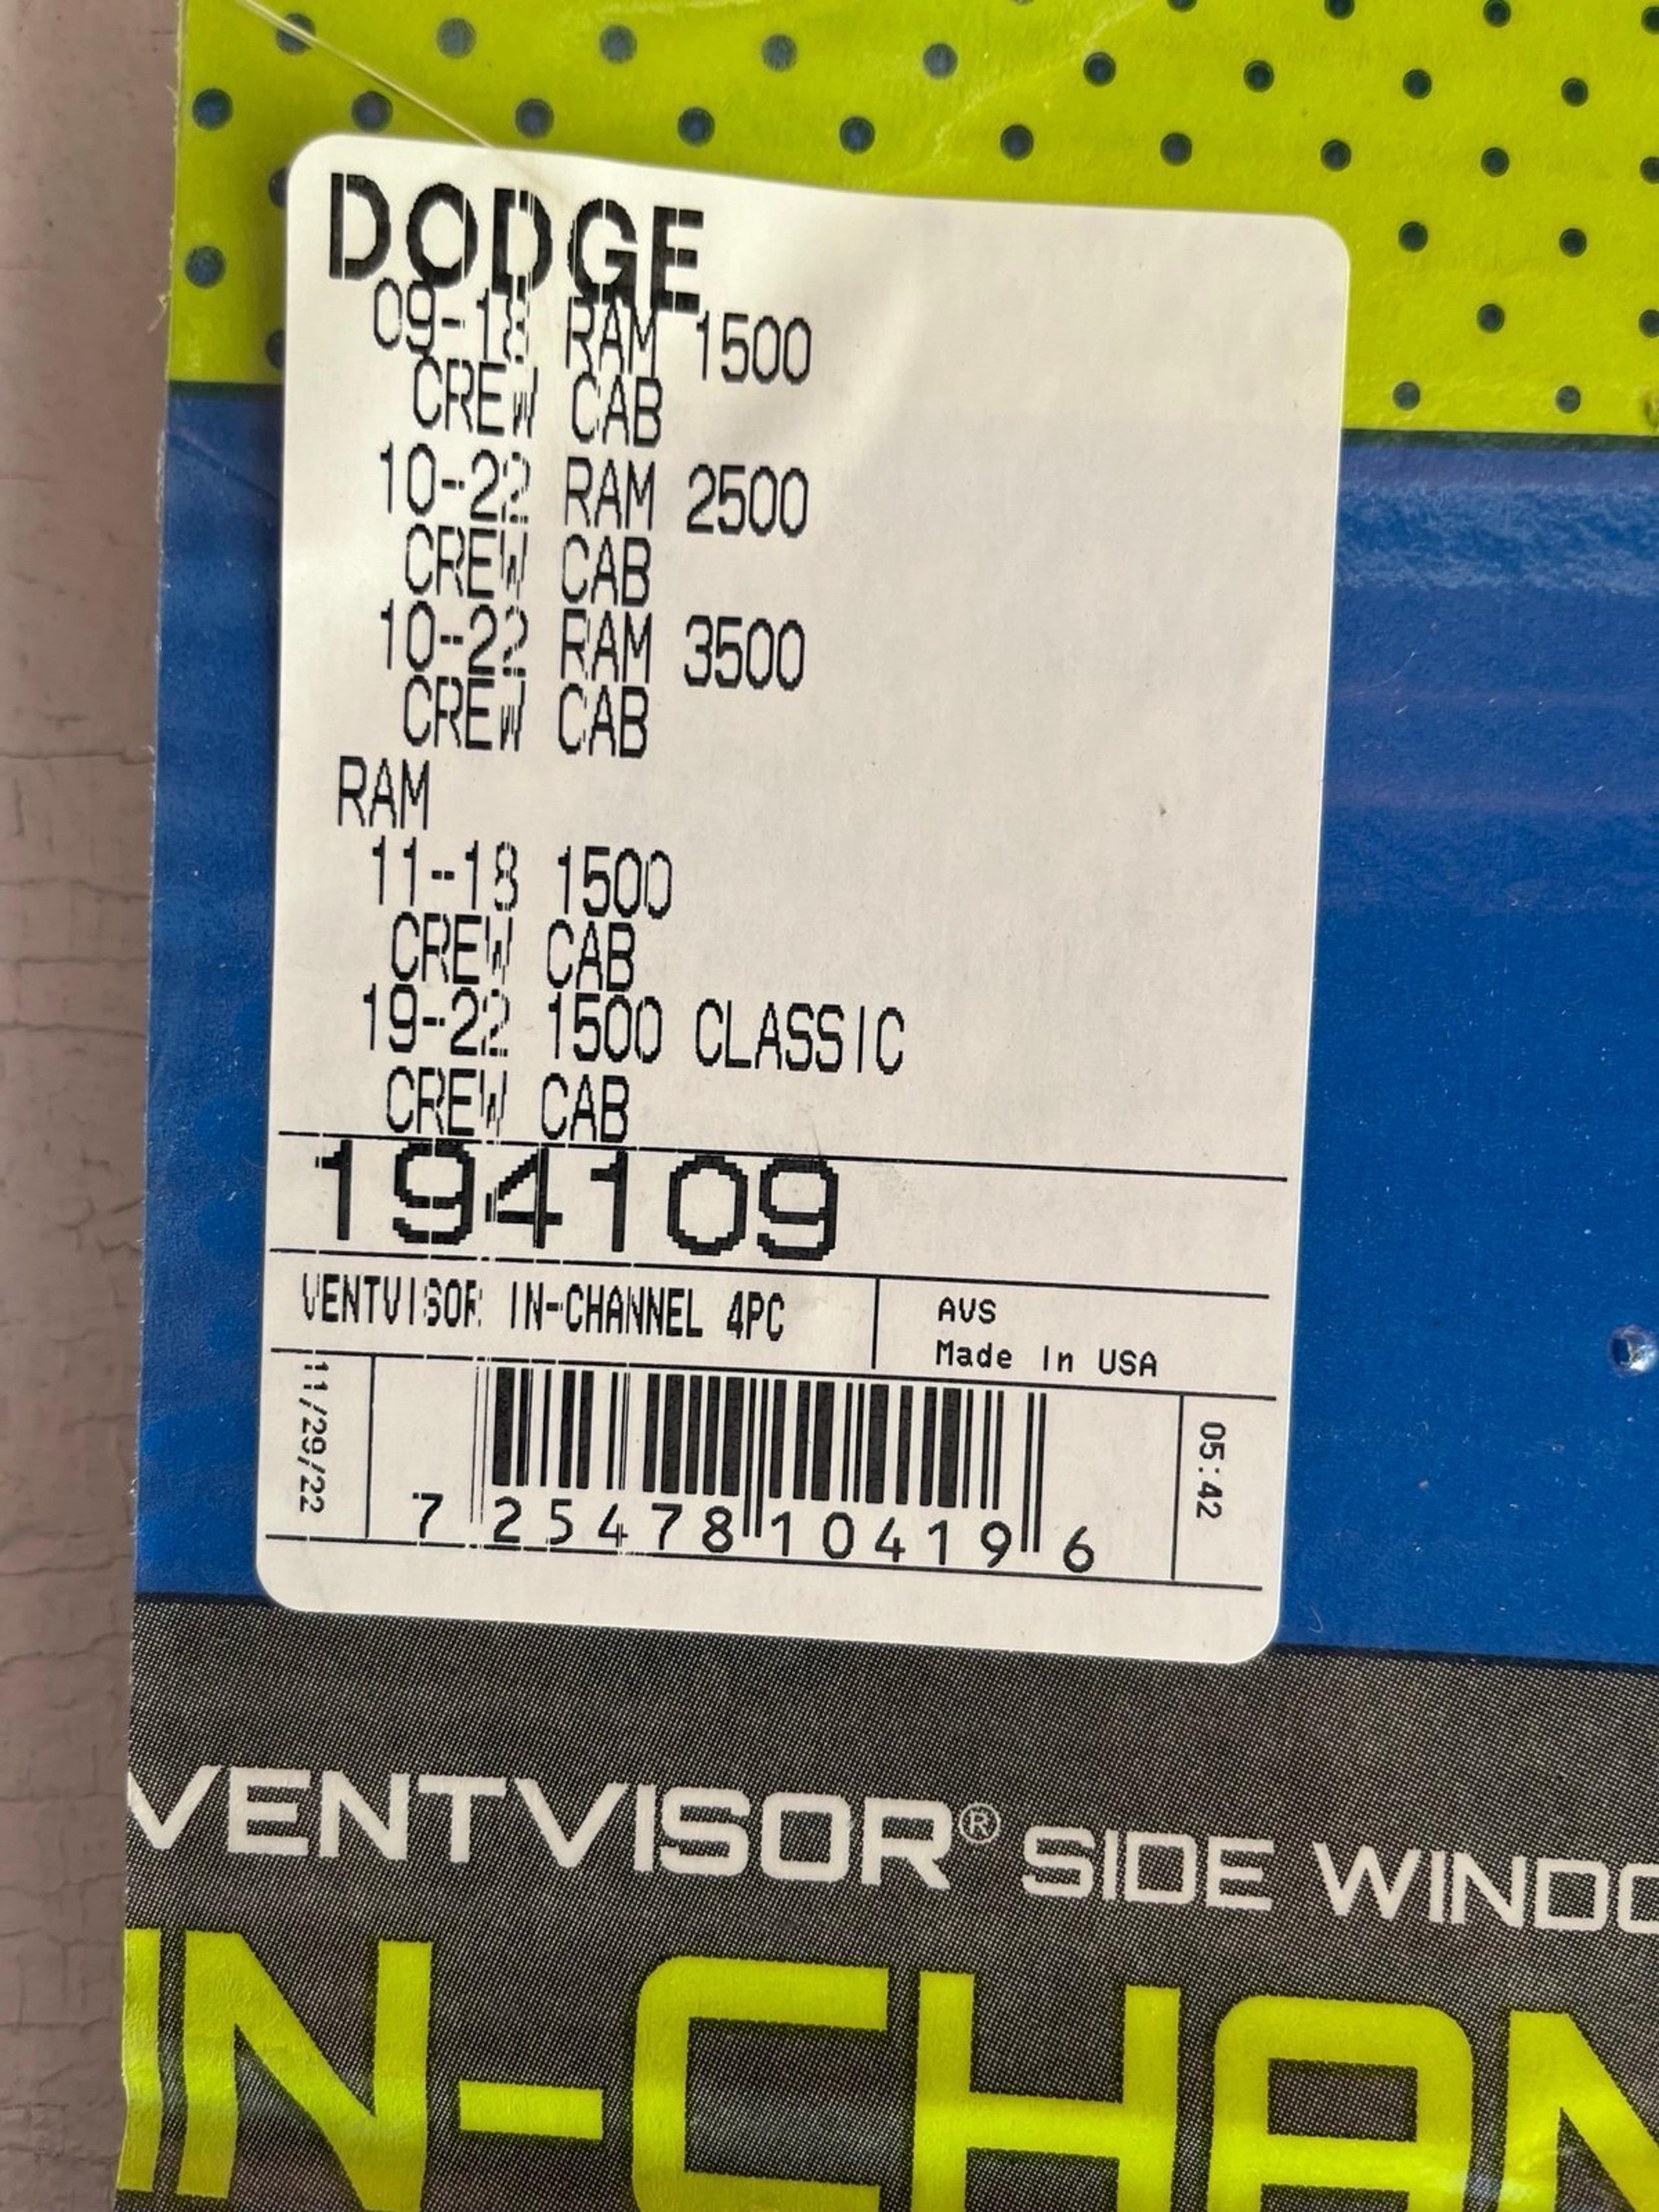 DODGE
09-18 RAM 1500
CREW CAB
10-22 RAM 2500
CREW CAB
10-22 RAM 3500
CREW CAB
RAM
11-18 1500
CREW CAB
19-22 1500 CLASSIC
CREW CAB
194109
VENTVISOR IN-CHANNEL 4PC
AVS
Made In USA
11/29/22
7 25478 10419 6
05:42
VENTVISOR® SIDE WINDO
IN-CHAN